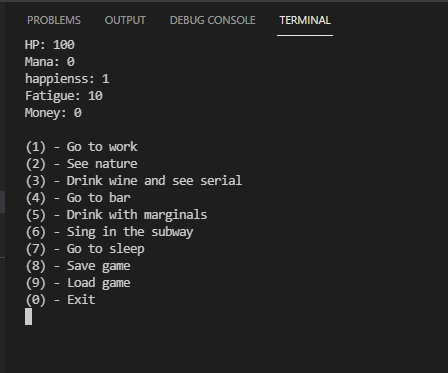 PROBLEMS OUTPUT DEBUG CONSOLE TERMINAL
HP: 100
Mana: 0
happienss: 1
Fatigue: 10
Money: 0
(1) - Go to work
(2) - See nature
(3) - Drink wine and see serial
(4) - Go to bar
(5) - Drink with marginals
(6) - Sing in the subway
(7) - Go to sleep
(8) - Save game
(9) - Load game
(0) - Exit